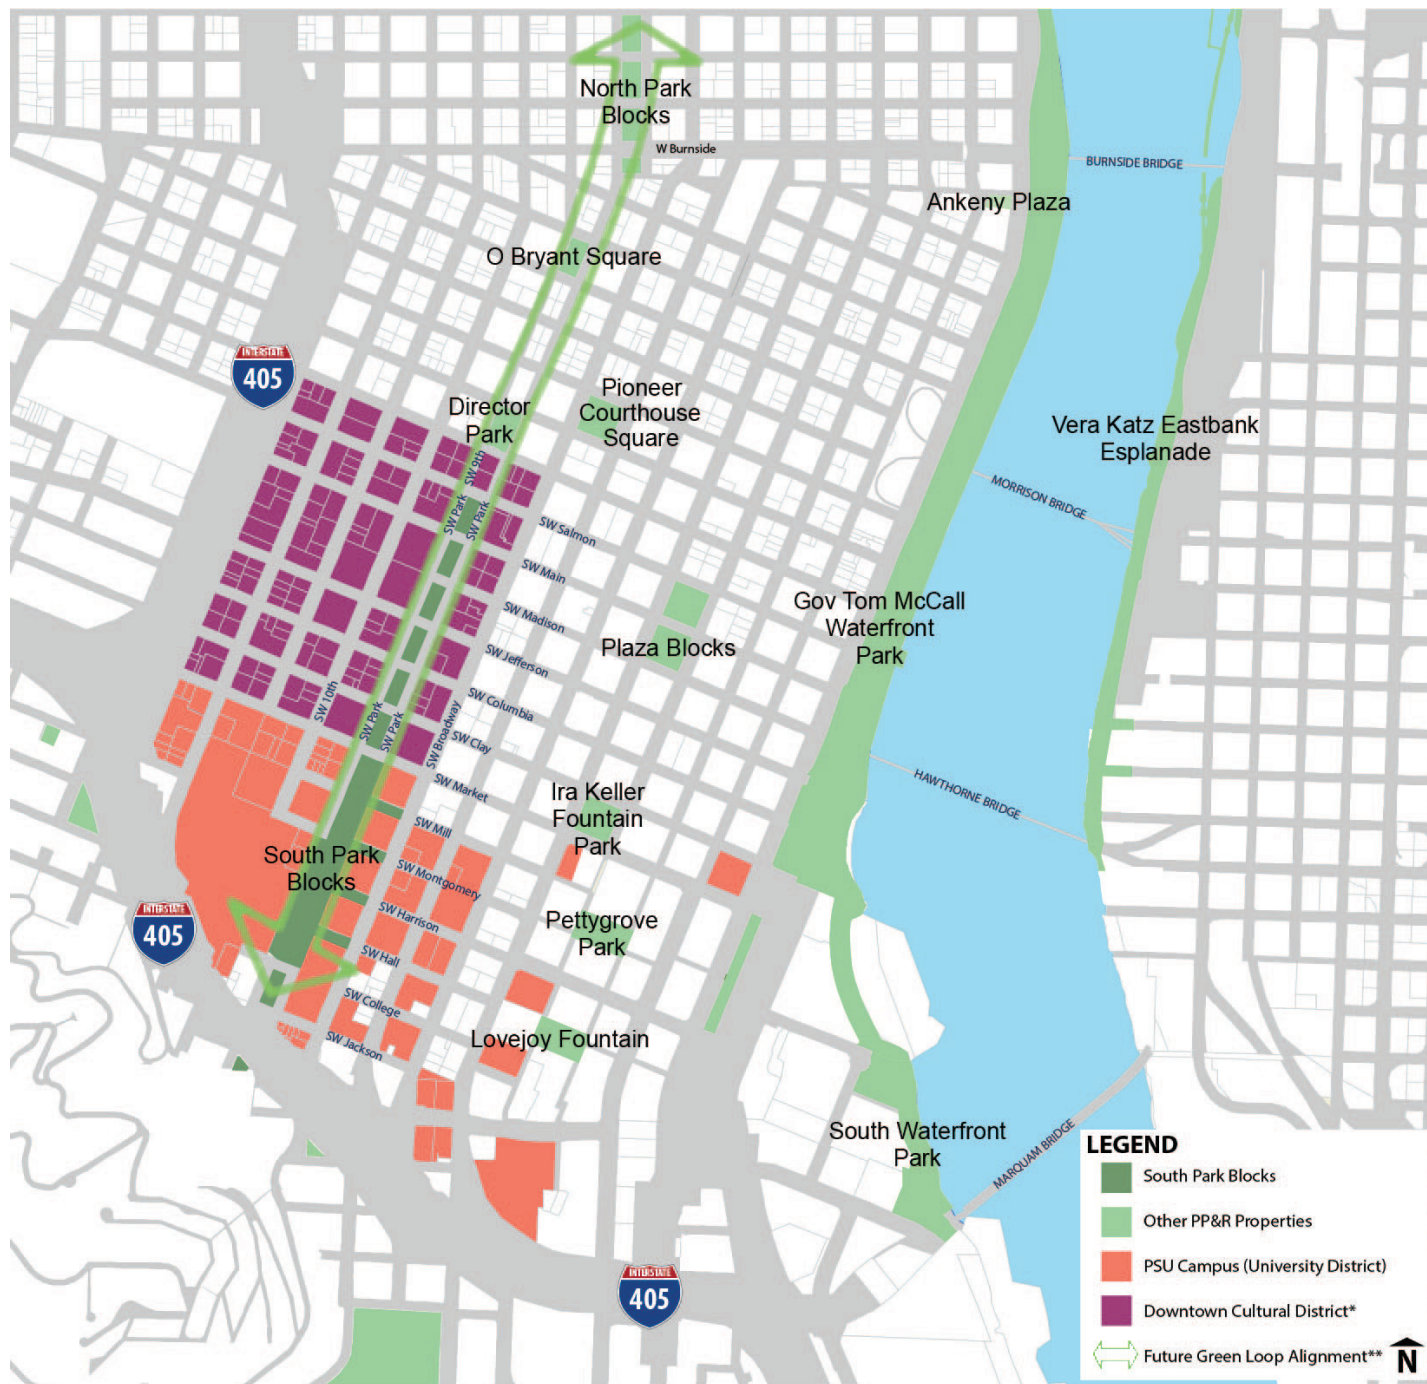 North Park
Blocks
W Burnside
BURNSIDE BRIDGE
Ankeny Plaza
O Bryant Square
INTERSTATE
405
Pioneer
Courthouse
Square
Director
Park
Vera Katz Eastbank
Esplanade
SW 9th
MORRISON BRIDGE
SW Park
SW Park
SW Salmon
SW Main
SW Madison
Gov Tom McCall
Waterfront
Park
Plaza Blocks
SW Jefferson
SW Columbia
SW 10th
SW Park
SW Park
SW Broadway
SW Clay
SW Market
HAWTHORNE BRIDGE
Ira Keller
Fountain
Park
SW Mill
South Park
Blocks
SW Montgomery
INTERSTATE
405
SW Harrison
Pettygrove
Park
SW Hall
SW College
SW Jackson
Lovejoy Fountain
South Waterfront
Park
MARQUAM BRIDGE
INTERSTATE
405
LEGEND
South Park Blocks
Other PP&R Properties
PSU Campus (University District)
Downtown Cultural District*
Future Green Loop Alignment**
N